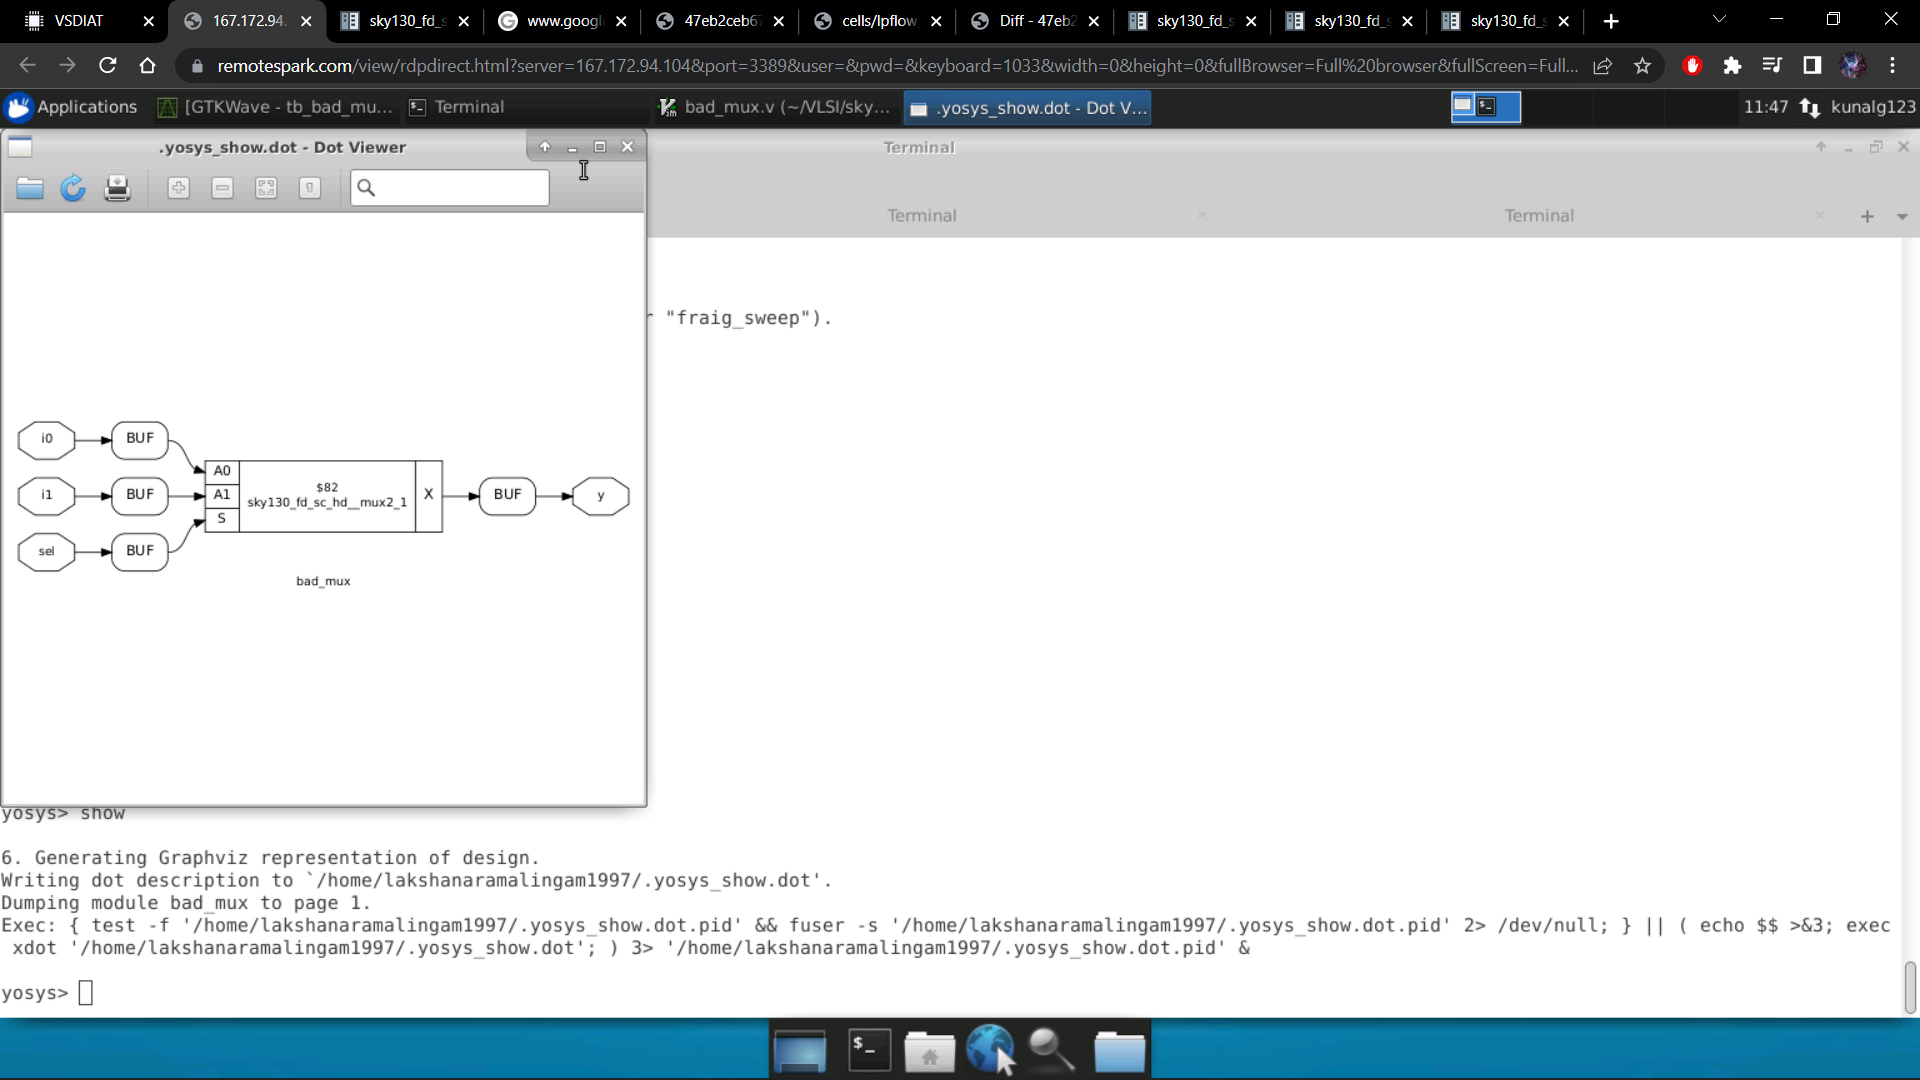 VSDIAT
167.172.94.
sky130_fd_s
www.googl
47eb2ceb67
cells/lpflow
Diff - 47eb2
sky130_fd_s
sky130_fd_s
sky130_fd_s
remotespark.com/view/rdpdirect.html?server=167.172.94.104&port=3389&user=&pwd=&keyboard=1033&width=0&height=0&fullBrowser=Full%20browser&fullScreen=Full...
Applications
[GTKWave - tb_bad_mu...
Terminal
bad_mux.v (~/VLSI/sky...
.yosys_show.dot - Dot V...
11:47
kunalg123
.yosys_show.dot - Dot Viewer
Terminal
Terminal
Terminal
"fraig_sweep").
i0
BUF
A0
i1
BUF
A1
$82
sky130_fd_sc_hd__mux2_1
X
BUF
y
S
sel
BUF
bad_mux
yosys> show
6. Generating Graphviz representation of design.
Writing dot description to `/home/lakshanaramalingam1997/.yosys_show.dot'.
Dumping module bad_mux to page 1.
Exec: { test -f '/home/lakshanaramalingam1997/.yosys_show.dot.pid' && fuser -s '/home/lakshanaramalingam1997/.yosys_show.dot.pid' 2> /dev/null; } || ( echo $$ >&3; exec
xdot '/home/lakshanaramalingam1997/.yosys_show.dot'; ) 3> '/home/lakshanaramalingam1997/.yosys_show.dot.pid' &
yosys>